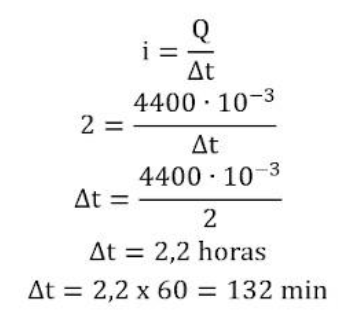 i = Q/Δt
2 = 4400 · 10⁻³/Δt
Δt = 4400 · 10⁻³/2
Δt = 2,2 horas
Δt = 2,2 x 60 = 132 min